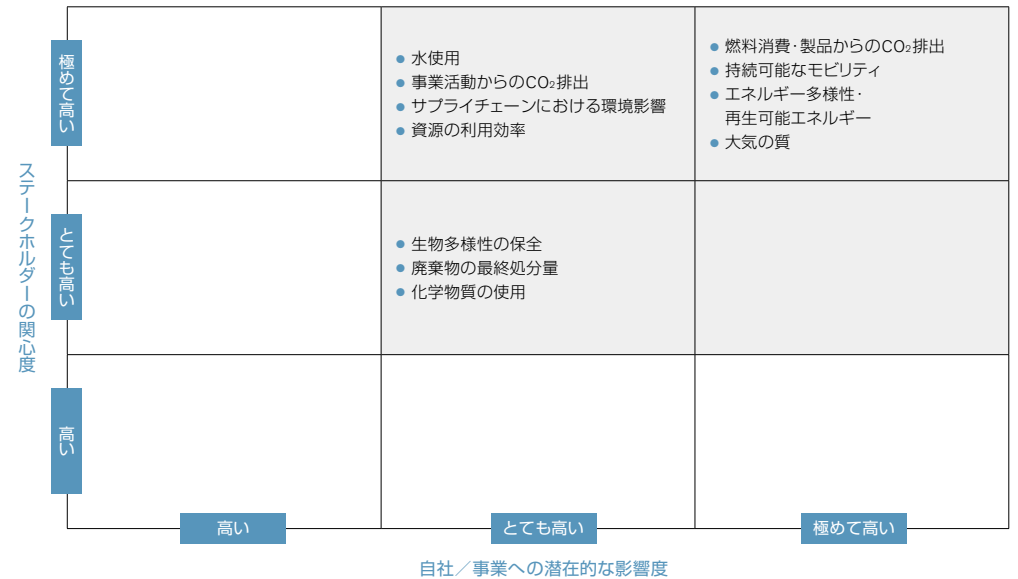 ステークホルダーの関心度
極めて高い
● 水使用
● 事業活動からのCO₂排出
● サプライチェーンにおける環境影響
● 資源の利用効率
● 燃料消費・製品からのCO₂排出
● 持続可能なモビリティ
● エネルギー多様性・
再生可能エネルギー
● 大気の質
とても高い
● 生物多様性の保全
● 廃棄物の最終処分量
● 化学物質の使用
高い
高い
とても高い
極めて高い
自社／事業への潜在的な影響度